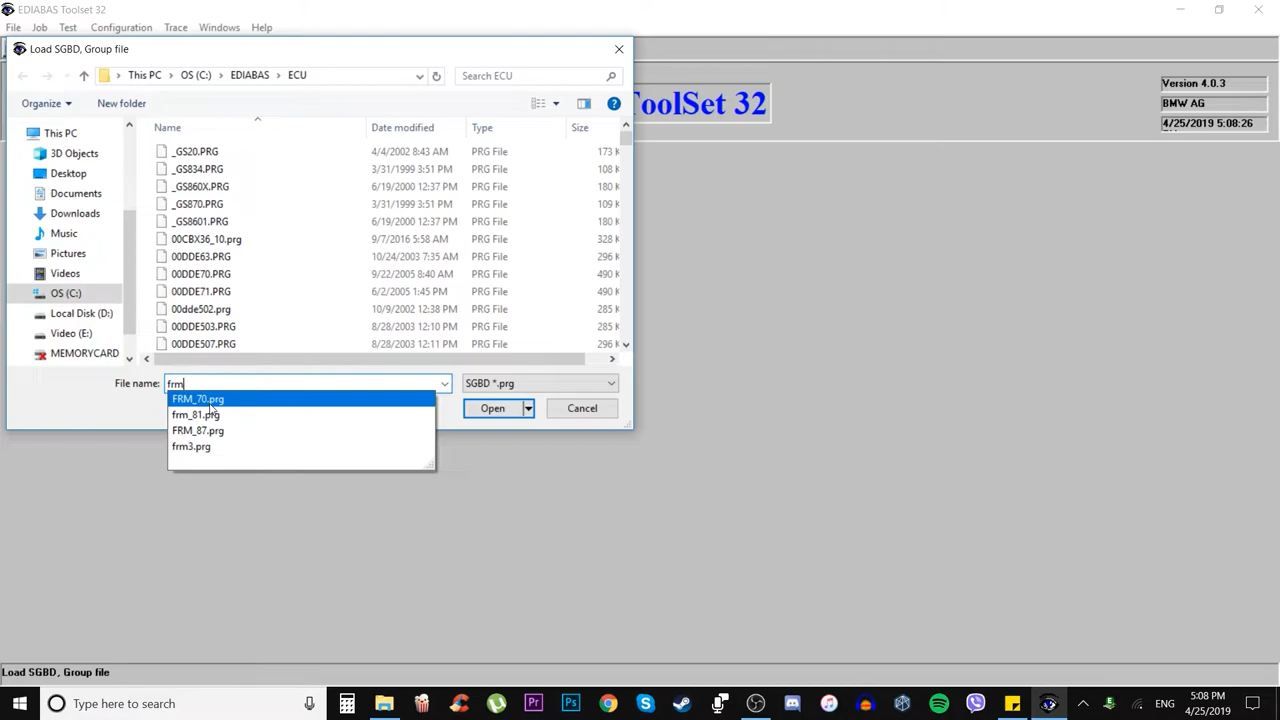 EDIABAS Toolset 32
File Job Test Configuration Trace Windows Help
Load SGBD, Group file
This PC OS (C:) EDIABAS ECU
Search ECU
ToolSet 32
Version 4.0.3
BMW AG
4/25/2019 5:08:26
Organize New folder
Name Date modified Type Size
This PC
3D Objects
Desktop
Documents
Downloads
Music
Pictures
Videos
OS (C:)
Local Disk (D:)
Video (E:)
MEMORYCARD
_GS20.PRG 4/4/2002 8:43 AM PRG File 173 K
_GS834.PRG 3/31/1999 3:51 PM PRG File 108 K
_GS860X.PRG 6/19/2000 12:37 PM PRG File 180 K
_GS870.PRG 3/31/1999 3:51 PM PRG File 109 K
_GS8601.PRG 6/19/2000 12:37 PM PRG File 180 K
00CBX36_10.prg 9/7/2016 5:58 AM PRG File 328 K
00DDE63.PRG 10/24/2003 7:35 AM PRG File 296 K
00DDE70.PRG 9/22/2005 8:40 AM PRG File 490 K
00DDE71.PRG 6/2/2005 1:45 PM PRG File 490 K
00dde502.prg 10/9/2002 12:38 PM PRG File 285 K
00DDE503.PRG 8/28/2003 12:10 PM PRG File 285 K
00DDE507.PRG 8/28/2003 12:11 PM PRG File 296 K
File name: frm
SGBD *.prg
FRM_70.prg
frm_81.prg
FRM_87.prg
frm3.prg
Open Cancel
Load SGBD, Group file
Type here to search
ENG
5:08 PM
4/25/2019